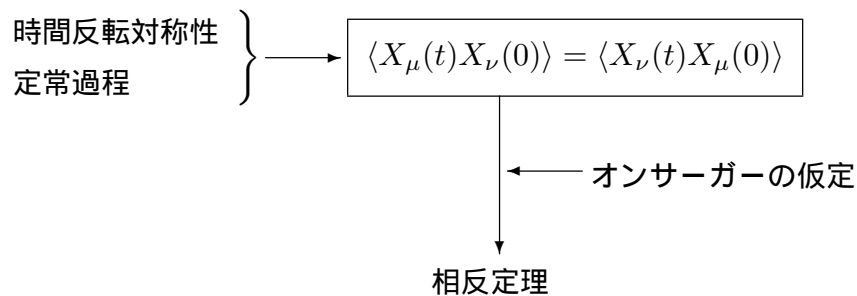 時間反転対称性
定常過程
⟨X_μ(t)X_ν(0)⟩ = ⟨X_ν(t)X_μ(0)⟩
オンサーガーの仮定
相反定理